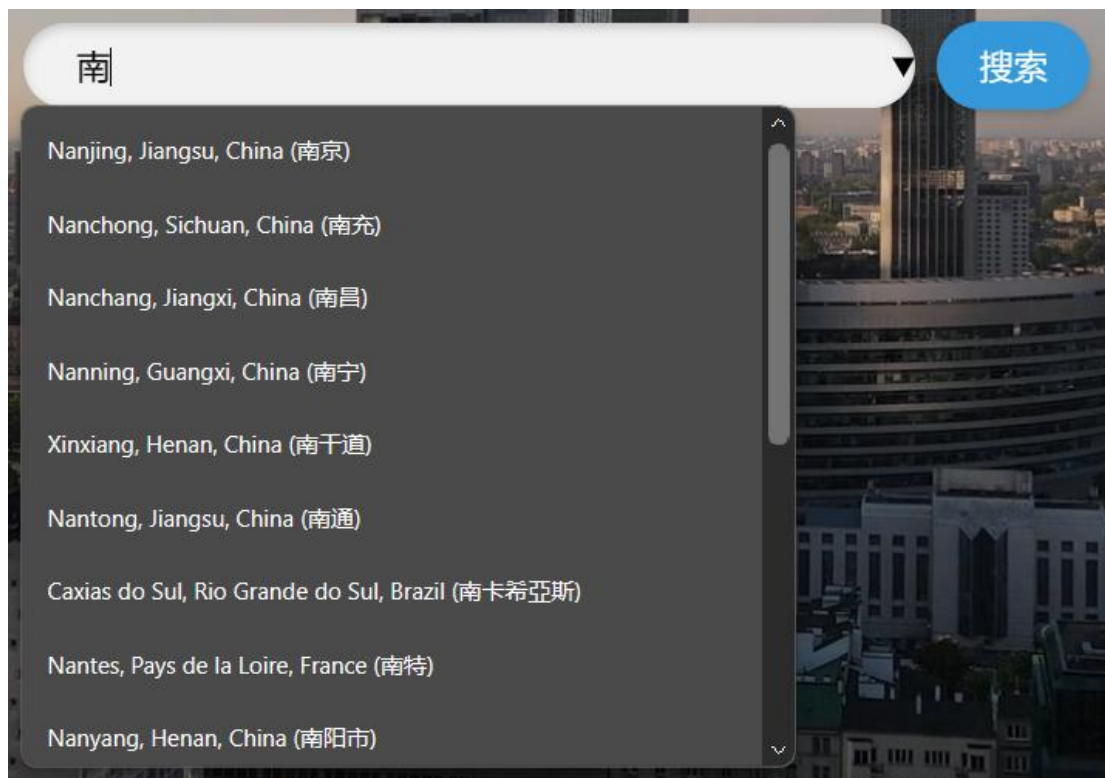 南
搜索
Nanjing, Jiangsu, China (南京)
Nanchong, Sichuan, China (南充)
Nanchang, Jiangxi, China (南昌)
Nanning, Guangxi, China (南宁)
Xinxiang, Henan, China (南干道)
Nantong, Jiangsu, China (南通)
Caxias do Sul, Rio Grande do Sul, Brazil (南卡希亞斯)
Nantes, Pays de la Loire, France (南特)
Nanyang, Henan, China (南阳市)